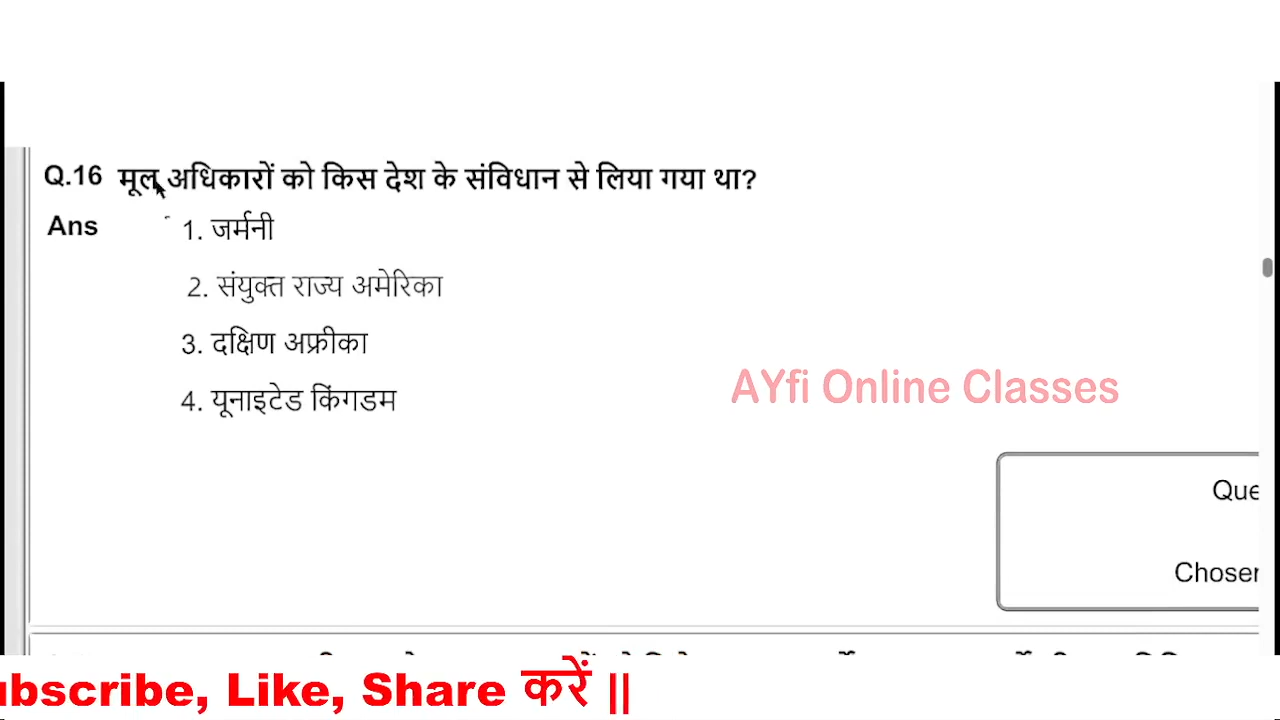 Q.16 मूल अधिकारों को किस देश के संविधान से लिया गया था?
Ans 1. जर्मनी
2. संयुक्त राज्य अमेरिका
3. दक्षिण अफ्रीका
4. यूनाइटेड किंगडम
AYfi Online Classes
Que
Chosen
ubscribe, Like, Share करें ||